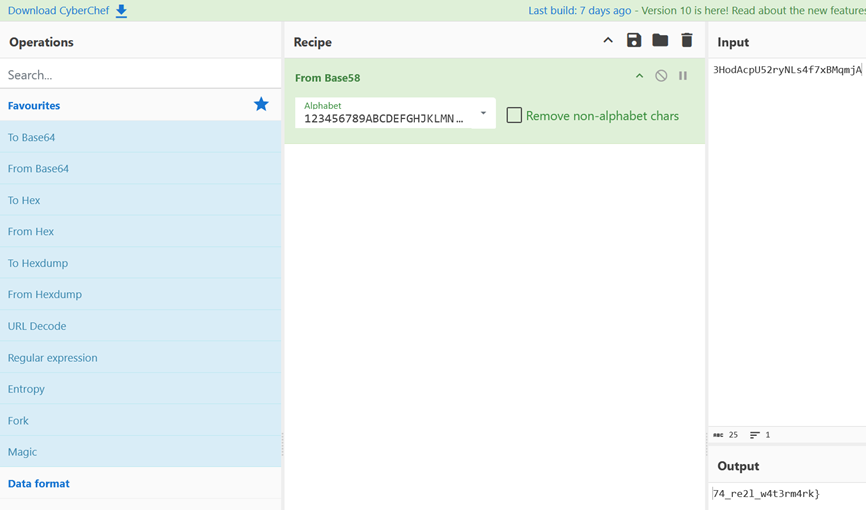 Download CyberChef
Last build: 7 days ago - Version 10 is here! Read about the new features
Operations
Recipe
Input
Search...
3HodAcpU52ryNLs4f7xBMqmjA
From Base58
Favourites
Alphabet
123456789ABCDEFGHJKLMN...
Remove non-alphabet chars
To Base64
From Base64
To Hex
From Hex
To Hexdump
From Hexdump
URL Decode
Regular expression
Entropy
Fork
Magic
Data format
ABC 25 1
Output
74_re2l_w4t3rm4rk}